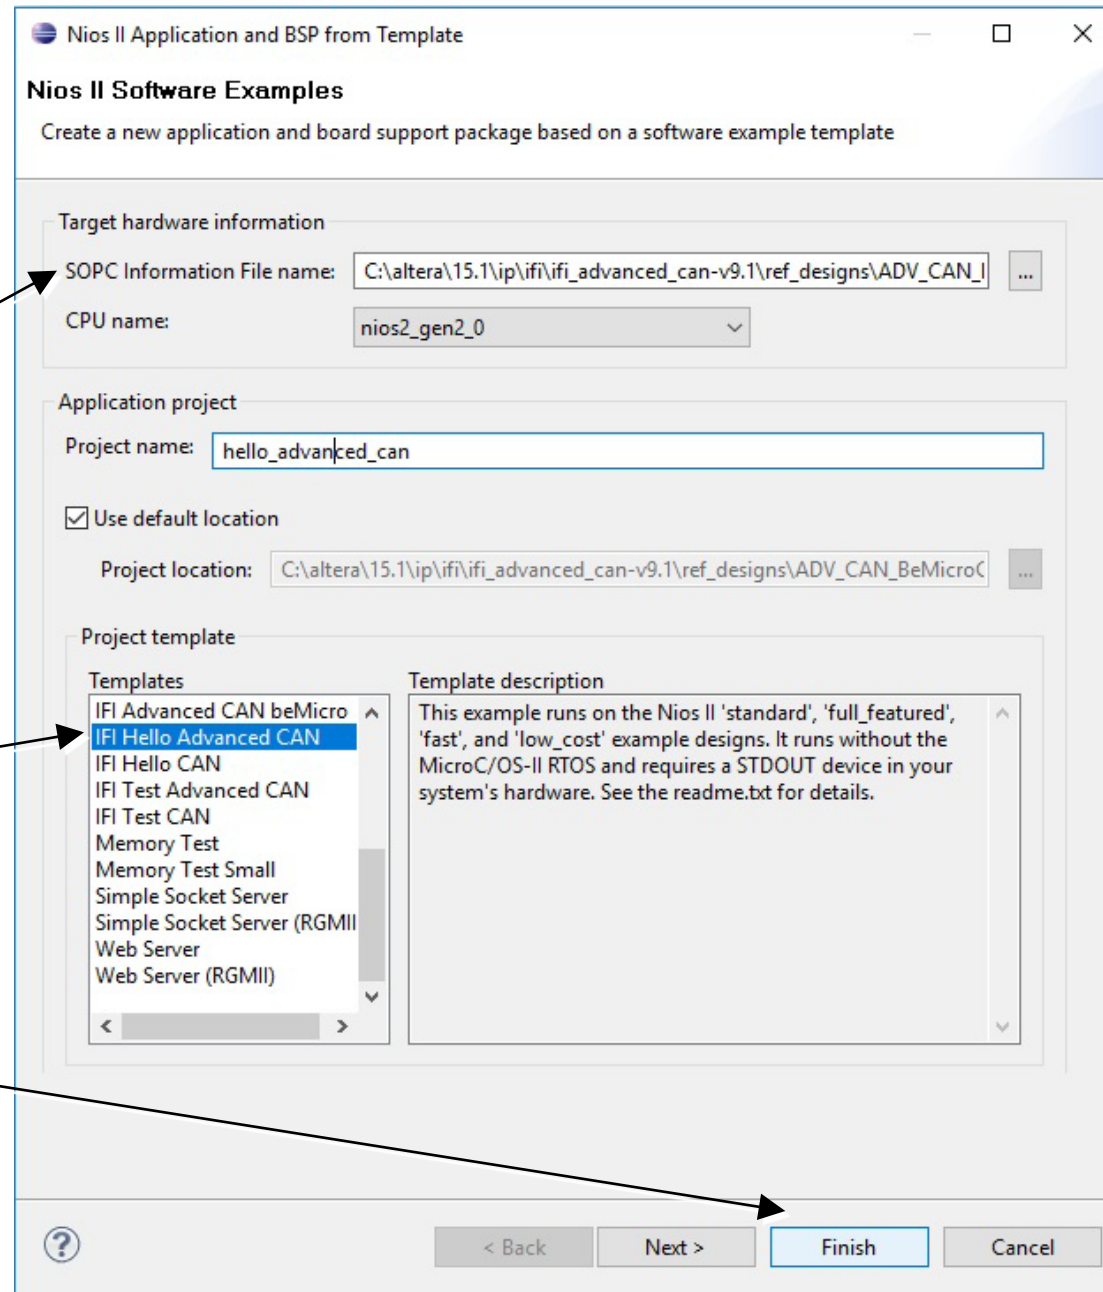 Nios II Application and BSP from Template
Nios II Software Examples
Create a new application and board support package based on a software example template
Target hardware information
SOPC Information File name: C:\altera\15.1\ip\ifi\ifi_advanced_can-v9.1\ref_designs\ADV_CAN_I ...
CPU name: nios2_gen2_0
Application project
Project name: hello_advanced_can
Use default location
Project location: C:\altera\15.1\ip\ifi\ifi_advanced_can-v9.1\ref_designs\ADV_CAN_BeMicroC ...
Project template
Templates
IFI Advanced CAN beMicro
IFI Hello Advanced CAN
IFI Hello CAN
IFI Test Advanced CAN
IFI Test CAN
Memory Test
Memory Test Small
Simple Socket Server
Simple Socket Server (RGMII
Web Server
Web Server (RGMII)
Template description
This example runs on the Nios II 'standard', 'full_featured',
'fast', and 'low_cost' example designs. It runs without the
MicroC/OS-II RTOS and requires a STDOUT device in your
system's hardware. See the readme.txt for details.
? < Back Next > Finish Cancel